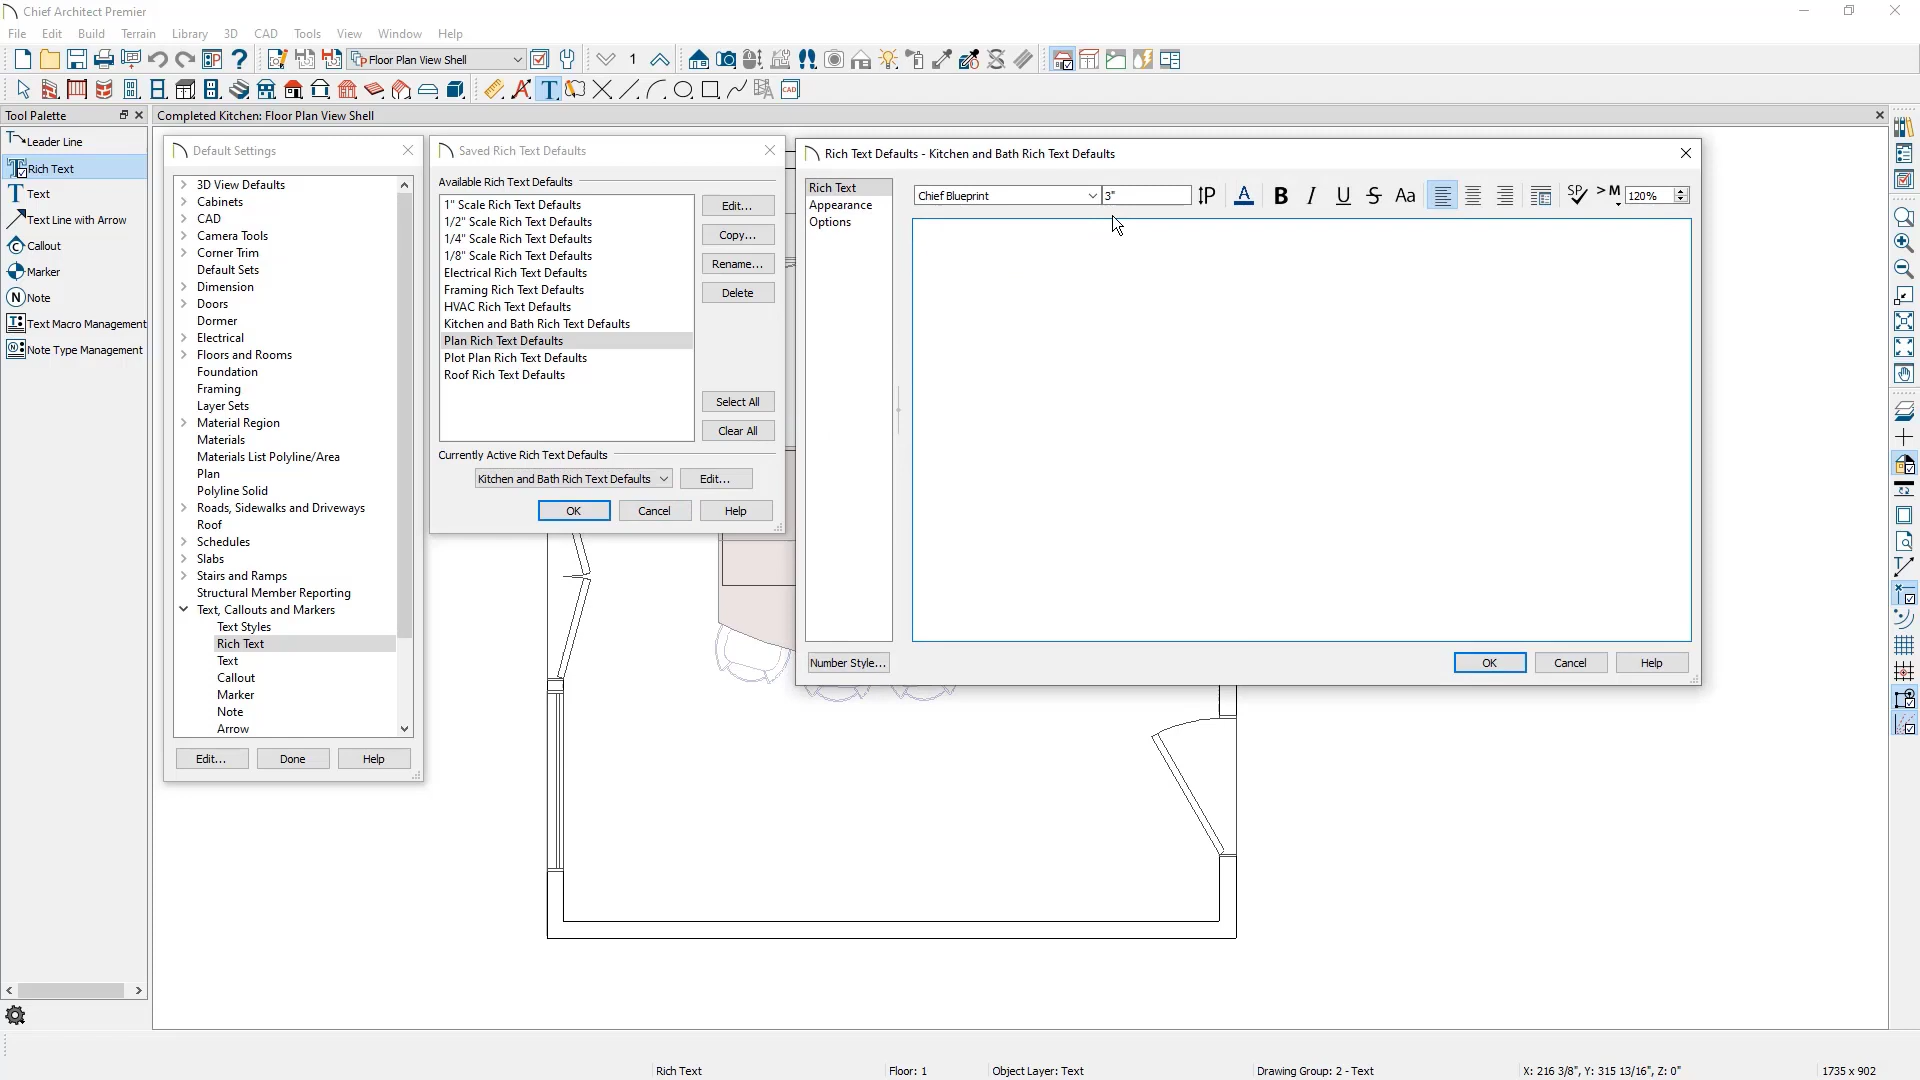 Chief Architect Premier
File Edit Build Terrain Library 3D CAD Tools View Window Help
Floor Plan View Shell 1
Tool Palette
Completed Kitchen: Floor Plan View Shell
Leader Line
Rich Text
Text
Text Line with Arrow
Callout
Marker
Note
Text Macro Management
Note Type Management
Default Settings
3D View Defaults
Cabinets
CAD
Camera Tools
Corner Trim
Default Sets
Dimension
Doors
Dormer
Electrical
Floors and Rooms
Foundation
Framing
Layer Sets
Material Region
Materials
Materials List Polyline/Area
Plan
Polyline Solid
Roads, Sidewalks and Driveways
Roof
Schedules
Slabs
Stairs and Ramps
Structural Member Reporting
Text, Callouts and Markers
Text Styles
Rich Text
Text
Callout
Marker
Note
Arrow
Edit... Done Help
Saved Rich Text Defaults
Available Rich Text Defaults
1" Scale Rich Text Defaults
1/2" Scale Rich Text Defaults
1/4" Scale Rich Text Defaults
1/8" Scale Rich Text Defaults
Electrical Rich Text Defaults
Framing Rich Text Defaults
HVAC Rich Text Defaults
Kitchen and Bath Rich Text Defaults
Plan Rich Text Defaults
Plot Plan Rich Text Defaults
Roof Rich Text Defaults
Edit...
Copy...
Rename...
Delete
Select All
Clear All
Currently Active Rich Text Defaults
Kitchen and Bath Rich Text Defaults Edit...
OK Cancel Help
Rich Text Defaults - Kitchen and Bath Rich Text Defaults
Rich Text
Appearance
Options
Chief Blueprint 3" A B I U S Aa SP > M 120%
Number Style...
OK Cancel Help
Rich Text Floor: 1 Object Layer: Text Drawing Group: 2 - Text X: 216 3/8", Y: 315 13/16", Z: 0" 1735 x 902